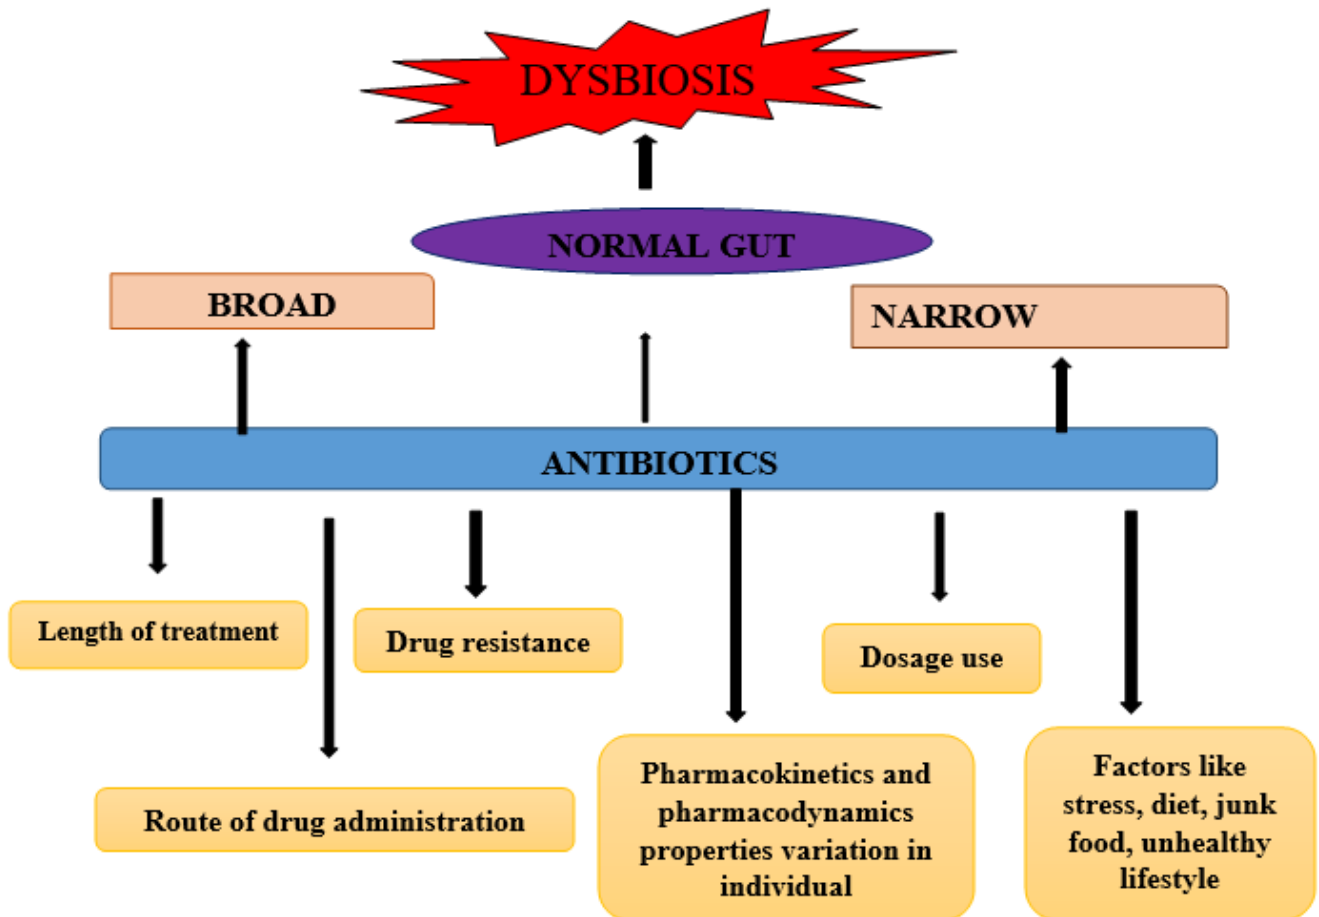 DYSBIOSIS
NORMAL GUT
BROAD
NARROW
ANTIBIOTICS
Length of treatment
Drug resistance
Dosage use
Route of drug administration
Pharmacokinetics and
pharmacodynamics
properties variation in
individual
Factors like
stress, diet, junk
food, unhealthy
lifestyle